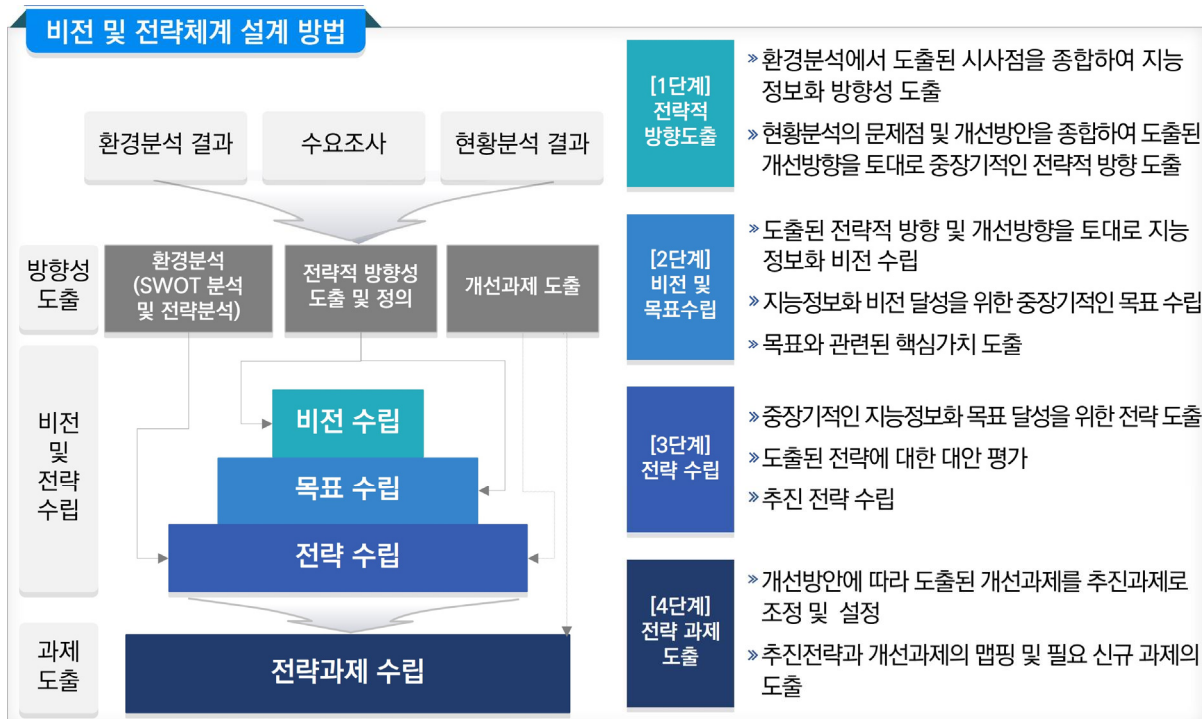 비전 및 전략체계 설계 방법
환경분석 결과
수요조사
현황분석 결과
방향성
도출
환경분석
(SWOT 분석
및 전략분석)
전략적 방향성
도출 및 정의
개선과제 도출
비전
및
전략
수립
비전 수립
목표 수립
전략 수립
과제
도출
전략과제 수립
[1단계]
전략적
방향도출
» 환경분석에서 도출된 시사점을 종합하여 지능
정보화 방향성 도출
» 현황분석의 문제점 및 개선방안을 종합하여 도출된
개선방향을 토대로 중장기적인 전략적 방향 도출
[2단계]
비전 및
목표수립
» 도출된 전략적 방향 및 개선방향을 토대로 지능
정보화 비전 수립
» 지능정보화 비전 달성을 위한 중장기적인 목표 수립
» 목표와 관련된 핵심가치 도출
[3단계]
전략 수립
» 중장기적인 지능정보화 목표 달성을 위한 전략 도출
» 도출된 전략에 대한 대안 평가
» 추진 전략 수립
[4단계]
전략 과제
도출
» 개선방안에 따라 도출된 개선과제를 추진과제로
조정 및 설정
» 추진전략과 개선과제의 맵핑 및 필요 신규 과제의
도출